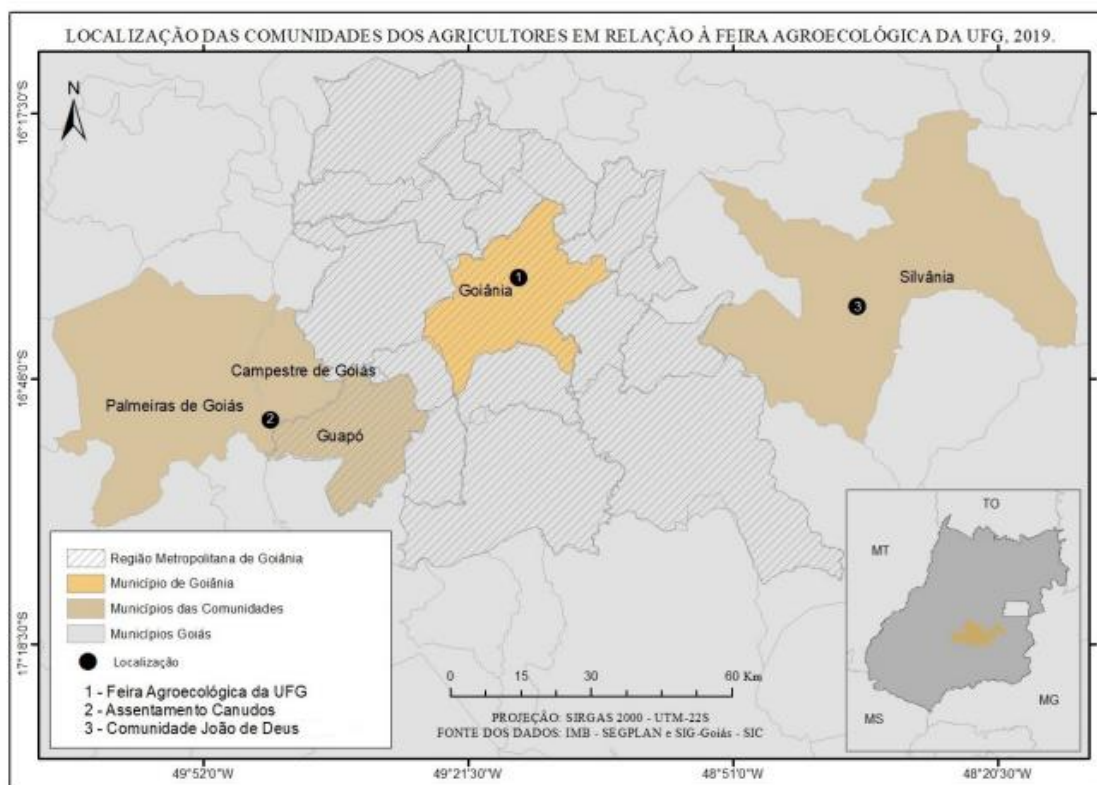 LOCALIZAÇÃO DAS COMUNIDADES DOS AGRICULTORES EM RELAÇÃO À FEIRA AGROECOLÓGICA DA UFG, 2019.
N
16°17'30"S
16°48'0"S
17°18'30"S
1
Goiânia
Silvânia
3
Campestre de Goiás
Palmeiras de Goiás
2
Guapó
Região Metropolitana de Goiânia
Município de Goiânia
Municípios das Comunidades
Municípios Goiás
Localização
1 - Feira Agroecológica da UFG
2 - Assentamento Canudos
3 - Comunidade João de Deus
0 15 30 60 Km
PROJEÇÃO: SIRGAS 2000 - UTM-22S
FONTE DOS DADOS: IMB - SEGPLAN e SIG-Goiás - SIC
TO
MT
MG
MS
49°52'0"W
49°21'30"W
48°51'0"W
48°20'30"W